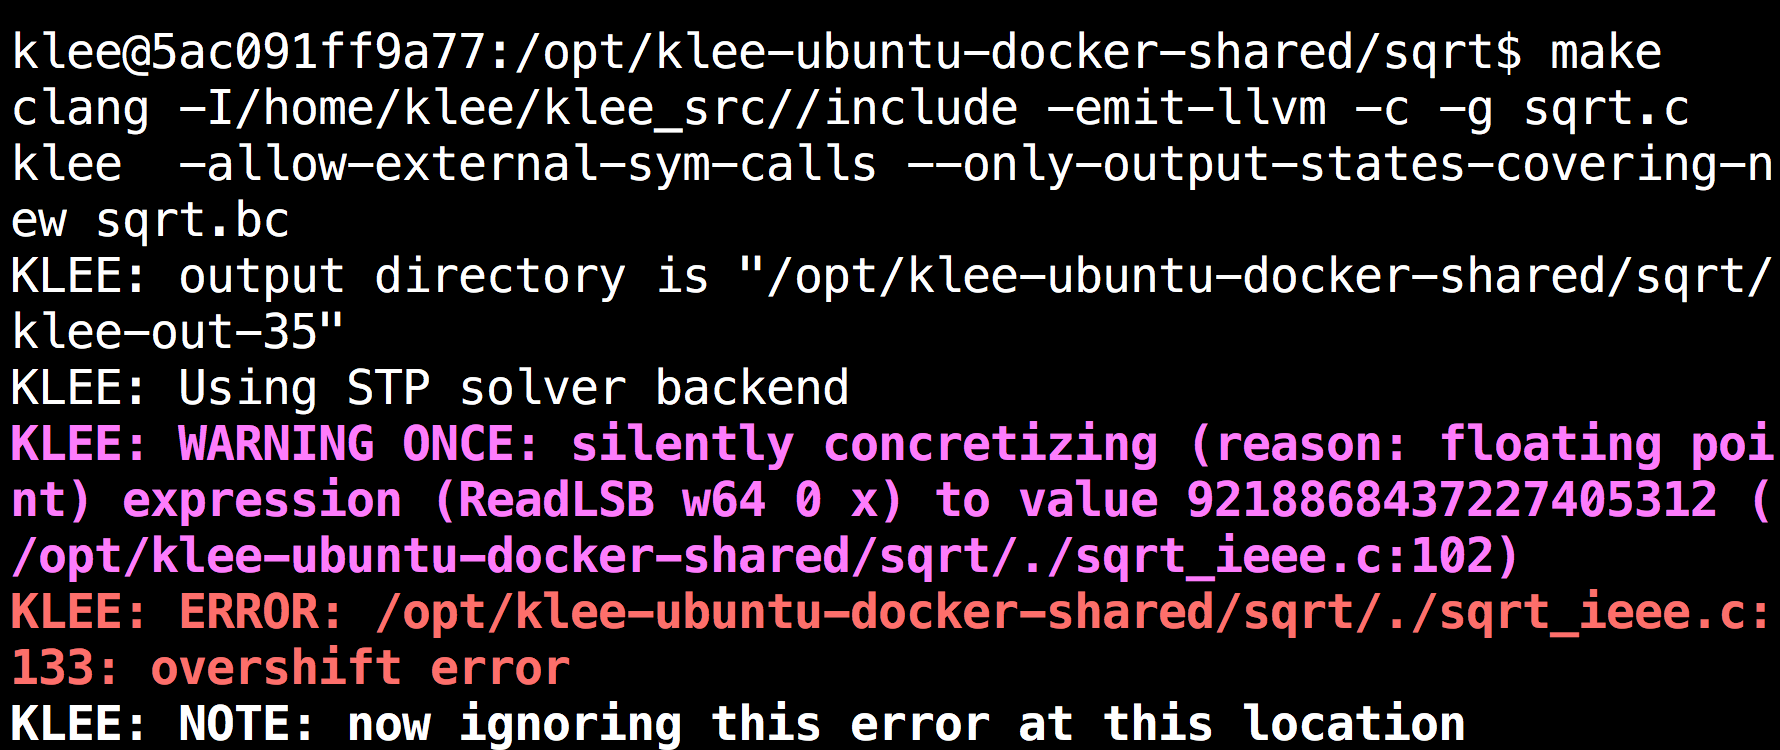 klee@5ac091ff9a77:/opt/klee-ubuntu-docker-shared/sqrt$ make
clang -I/home/klee/klee_src//include -emit-llvm -c -g sqrt.c
klee  -allow-external-sym-calls --only-output-states-covering-n
ew sqrt.bc
KLEE: output directory is "/opt/klee-ubuntu-docker-shared/sqrt/
klee-out-35"
KLEE: Using STP solver backend
KLEE: WARNING ONCE: silently concretizing (reason: floating poi
nt) expression (ReadLSB w64 0 x) to value 9218868437227405312 (
/opt/klee-ubuntu-docker-shared/sqrt/./sqrt_ieee.c:102)
KLEE: ERROR: /opt/klee-ubuntu-docker-shared/sqrt/./sqrt_ieee.c:
133: overshift error
KLEE: NOTE: now ignoring this error at this location